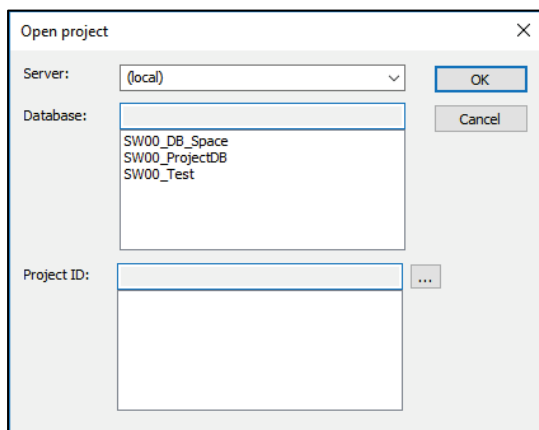 Open project
Server:
(local)
OK
Database:
Cancel
SW00_DB_Space
SW00_ProjectDB
SW00_Test
Project ID:
...